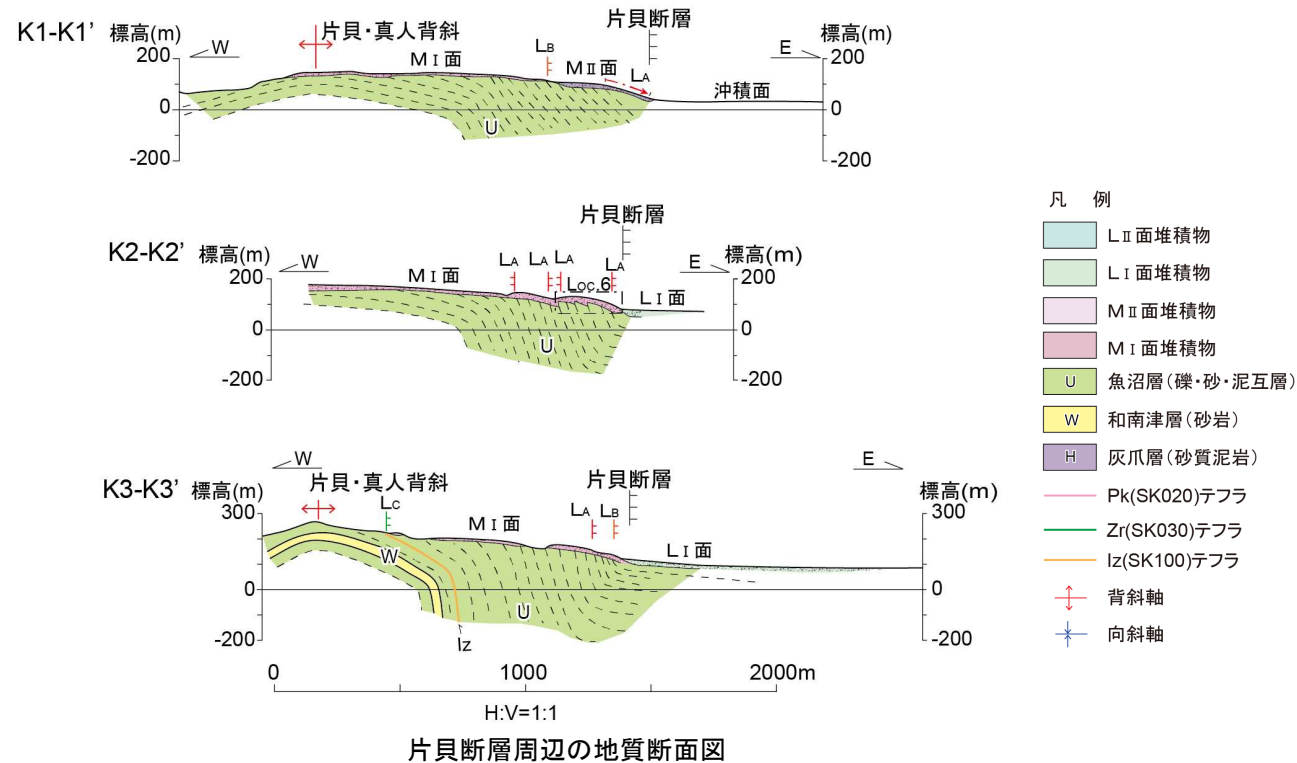 K1-K1’
標高(m)
200
0
-200
W
片貝・真人背斜
MⅠ面
LB
MⅡ面
LA
片貝断層
沖積面
E
標高(m)
200
0
-200
U
K2-K2’
標高(m)
200
0
-200
W
MⅠ面
LA
LA
LA
LA
片貝断層
Loc.6
LⅠ面
E
標高(m)
200
0
-200
U
K3-K3’
標高(m)
300
0
-200
W
片貝・真人背斜
LC
MⅠ面
LA
LB
片貝断層
LⅠ面
E
標高(m)
300
0
-200
W
U
Iz
0 1000 2000m
H:V=1:1
片貝断層周辺の地質断面図
凡 例
LⅡ面堆積物
LⅠ面堆積物
MⅡ面堆積物
MⅠ面堆積物
U 魚沼層(礫・砂・泥互層)
W 和南津層(砂岩)
H 灰爪層(砂質泥岩)
Pk(SK020)テフラ
Zr(SK030)テフラ
Iz(SK100)テフラ
背斜軸
向斜軸